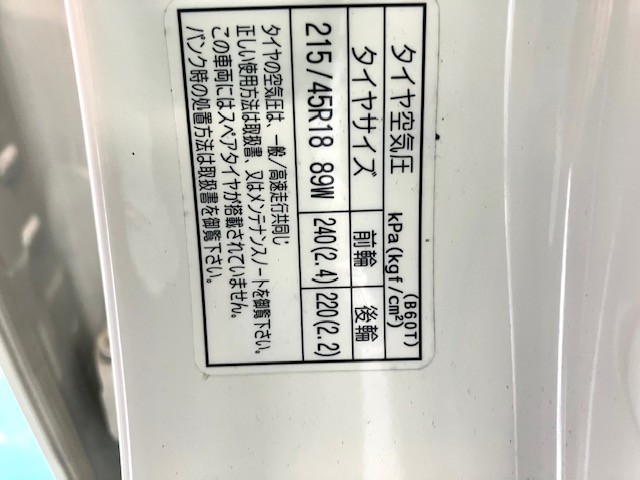 タイヤ空気圧 kPa(kgf/cm²) (B60T)
タイヤサイズ 前輪 後輪
215/45R18 89W 240(2.4) 220(2.2)
タイヤの空気圧は、一般/高速走行共同じ
正しい使用方法は取扱書、又はメンテナンスノートを御覧下さい。
この車両にはスペアタイヤが搭載されていません。
パンク時の処置方法は取扱書を御覧下さい。